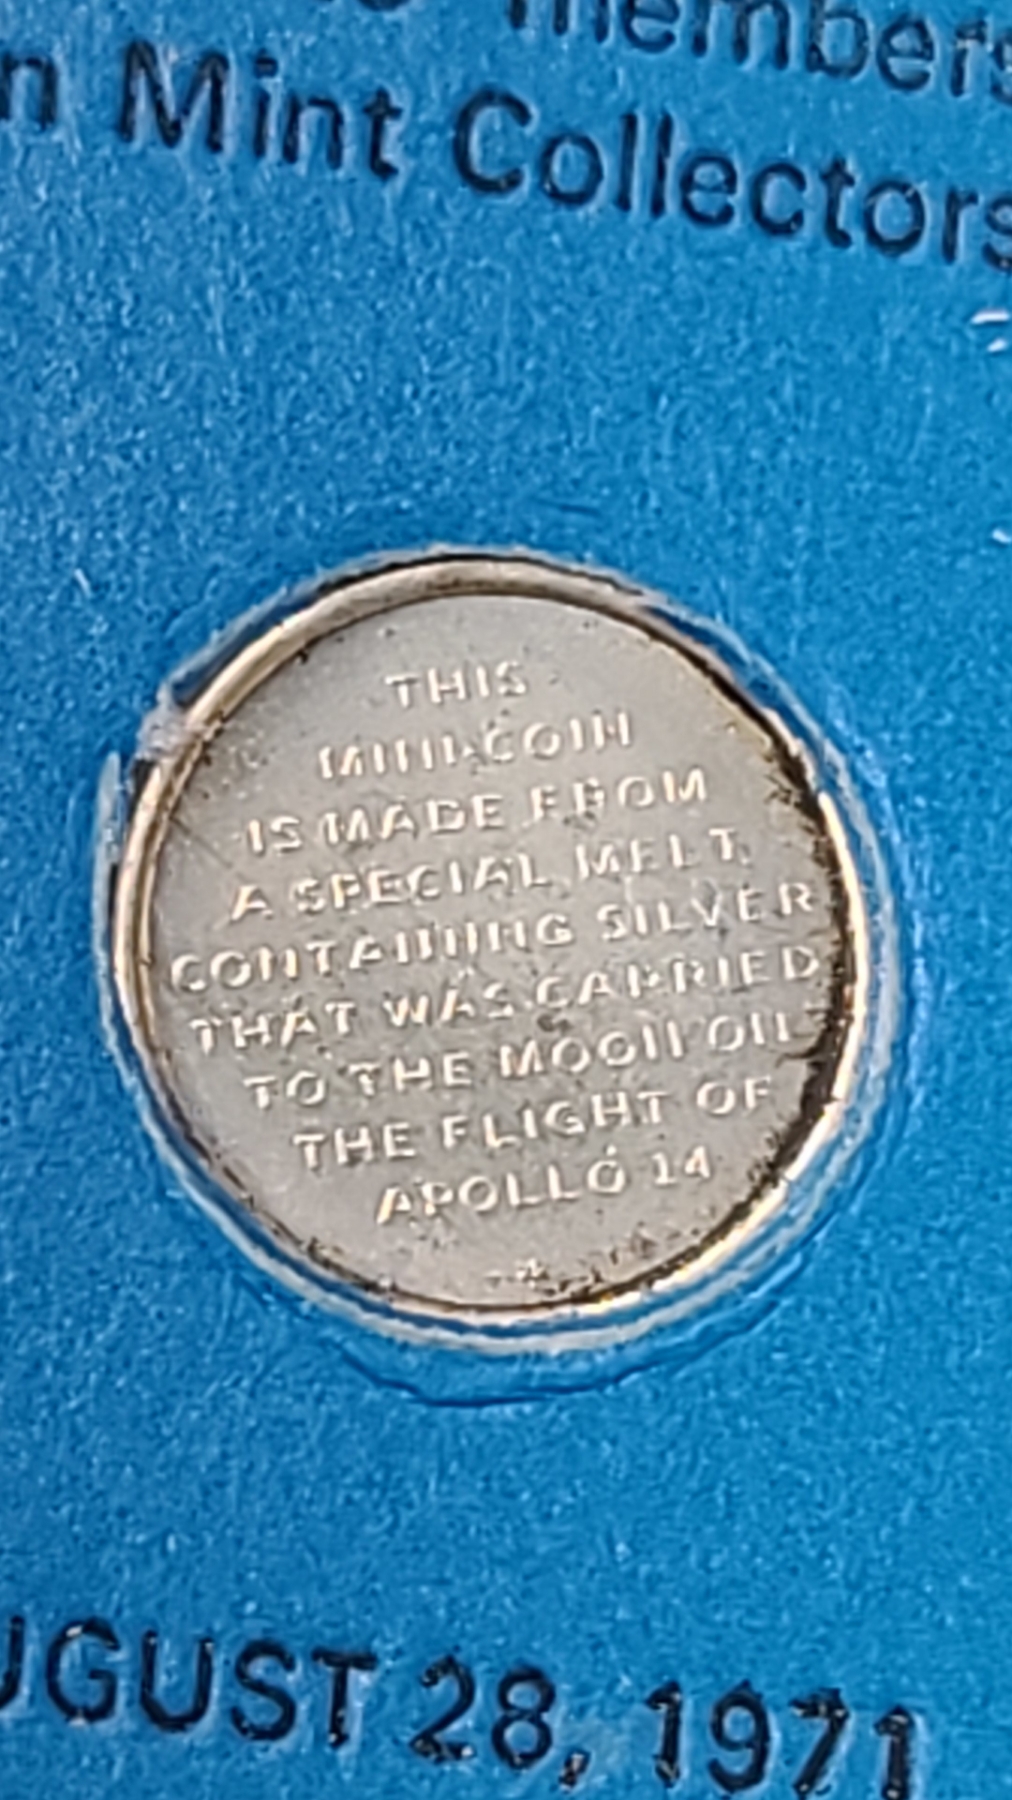 members
n Mint Collectors
THIS
MINI-COIN
IS MADE FROM
A SPECIAL MELT
CONTAINING SILVER
THAT WAS CARRIED
TO THE MOON ON
THE FLIGHT OF
APOLLO 14
UGUST 28, 1971